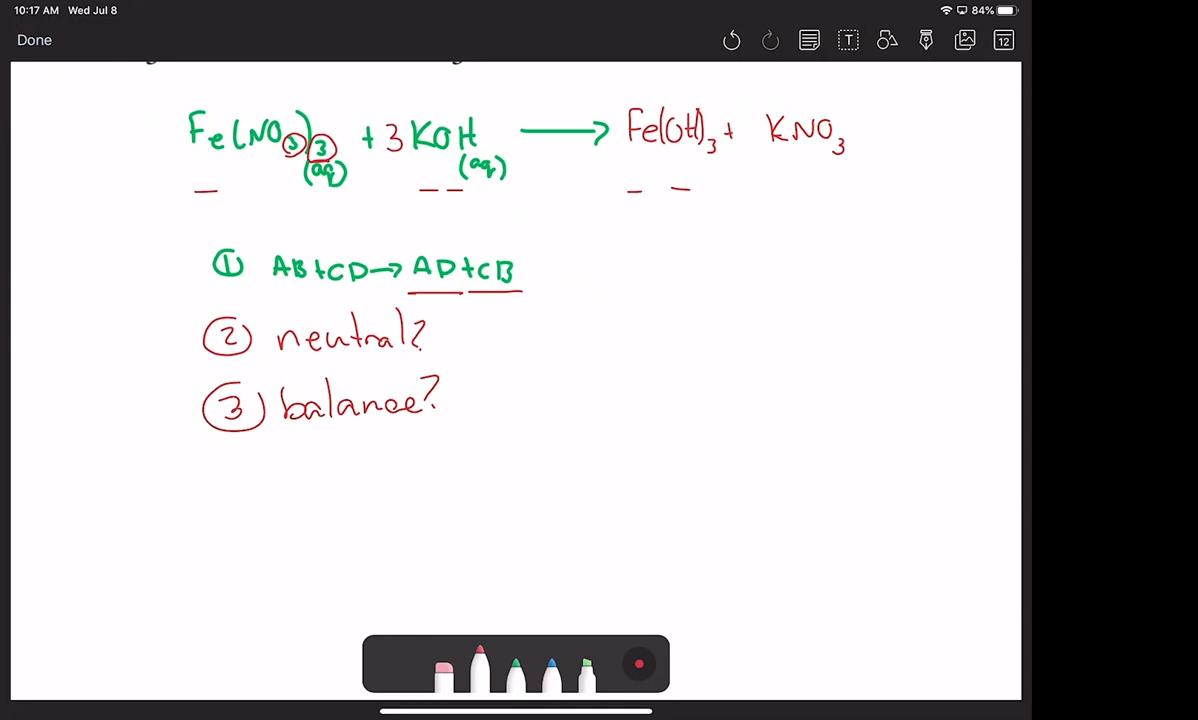 10:17 AM Wed Jul 8 84%
Done T 12
Fe(NO3)3 + 3KOH → Fe(OH)3 + KNO3
(aq) (aq)
① AB+CD→AD+CB
② neutral?
③ balance?